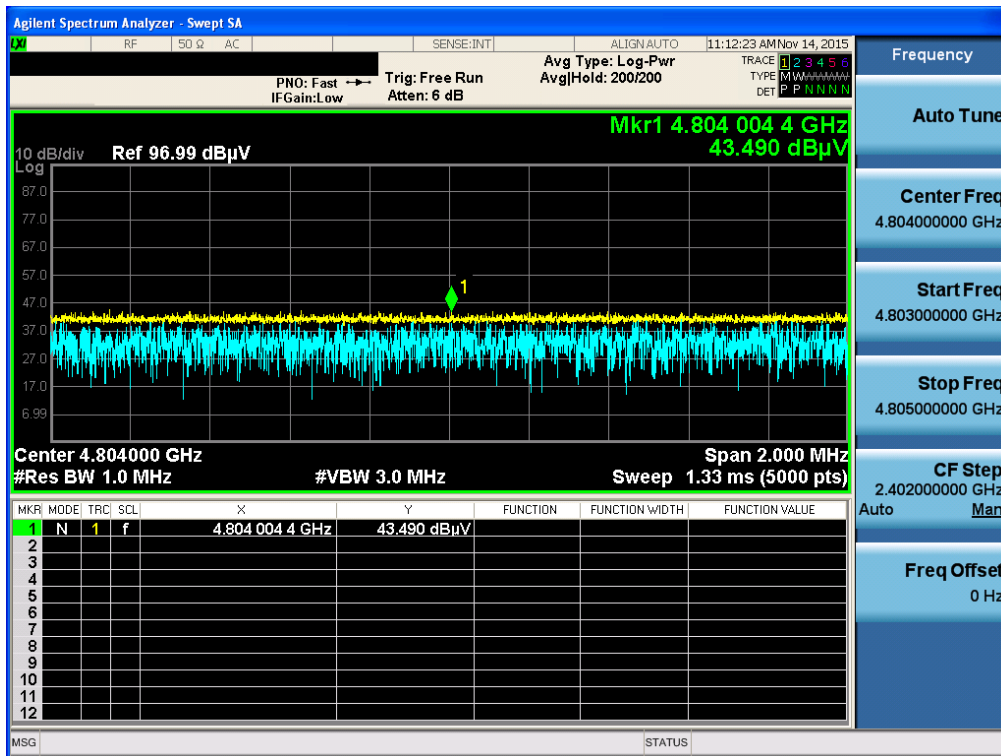 Agilent Spectrum Analyzer - Swept SA
LXI RF 50 Ω AC SENSE:INT ALIGN AUTO 11:12:23 AM Nov 14, 2015
PNO: Fast Trig: Free Run Avg Type: Log-Pwr TRACE 1 2 3 4 5 6
IFGain:Low Atten: 6 dB Avg|Hold: 200/200 TYPE M W
DET P P N N N N
Frequency
Auto Tune
Center Freq
4.804000000 GHz
Start Freq
4.803000000 GHz
Stop Freq
4.805000000 GHz
CF Step
2.402000000 GHz
Auto Man
Freq Offset
0 Hz
Mkr1 4.804 004 4 GHz
43.490 dBµV
10 dB/div Ref 96.99 dBµV
Log
87.0
77.0
67.0
57.0
1
47.0
37.0
27.0
17.0
6.99
Center 4.804000 GHz Span 2.000 MHz
#Res BW 1.0 MHz #VBW 3.0 MHz Sweep 1.33 ms (5000 pts)
MKR MODE TRC SCL X Y FUNCTION FUNCTION WIDTH FUNCTION VALUE
1 N 1 f 4.804 004 4 GHz 43.490 dBµV
2
3
4
5
6
7
8
9
10
11
12
MSG STATUS